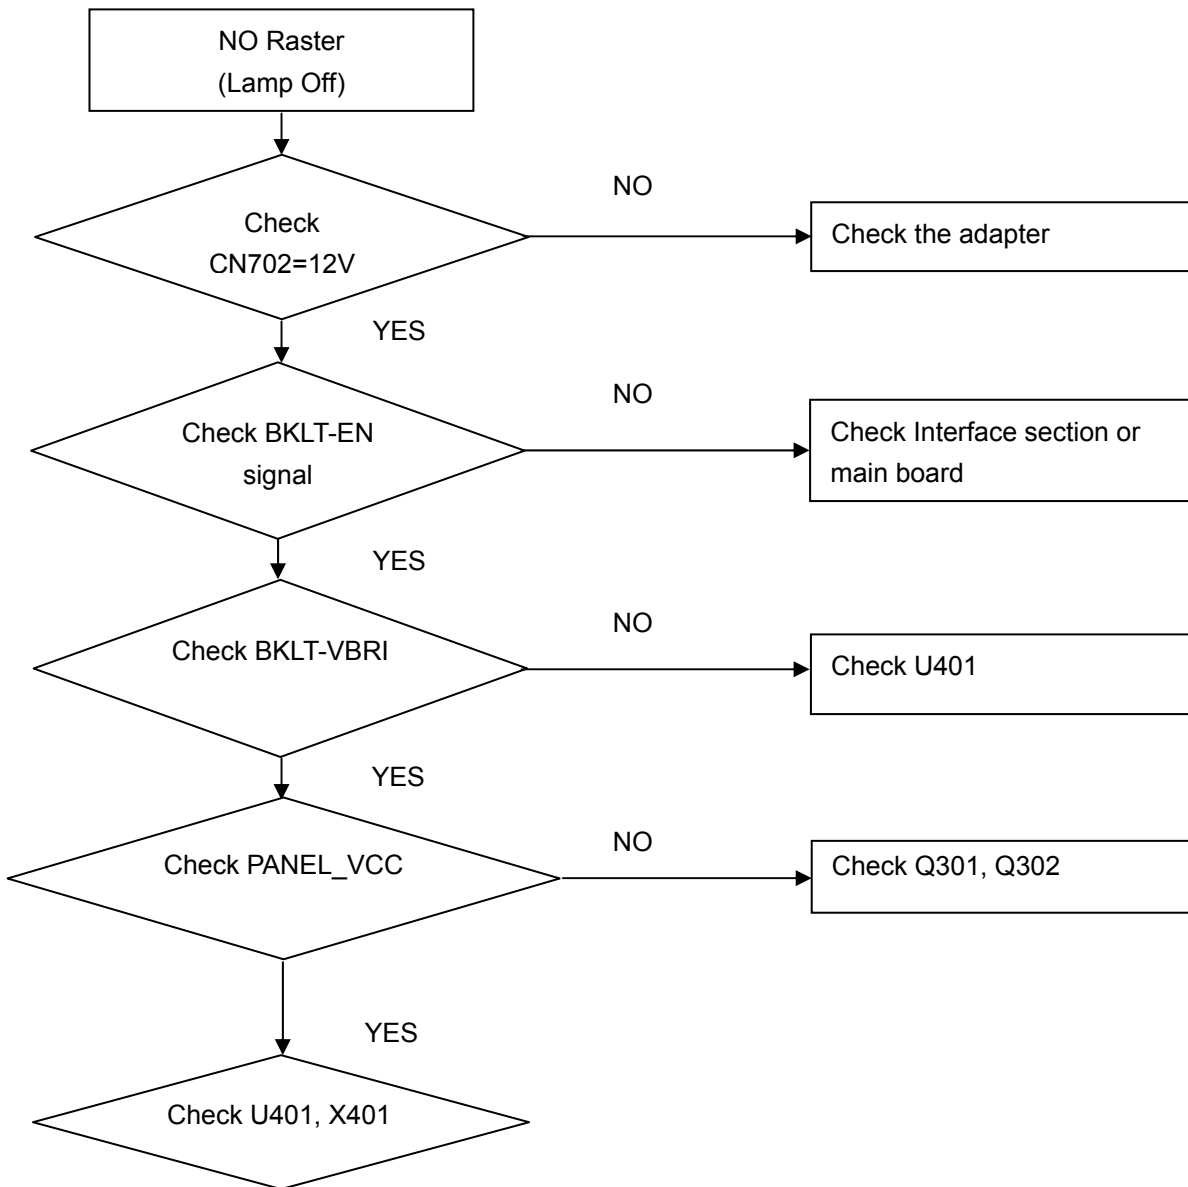 NO Raster
(Lamp Off)
Check
CN702=12V
NO
Check the adapter
YES
Check BKLT-EN
signal
NO
Check Interface section or
main board
YES
Check BKLT-VBRI
NO
Check U401
YES
Check PANEL_VCC
NO
Check Q301, Q302
YES
Check U401, X401